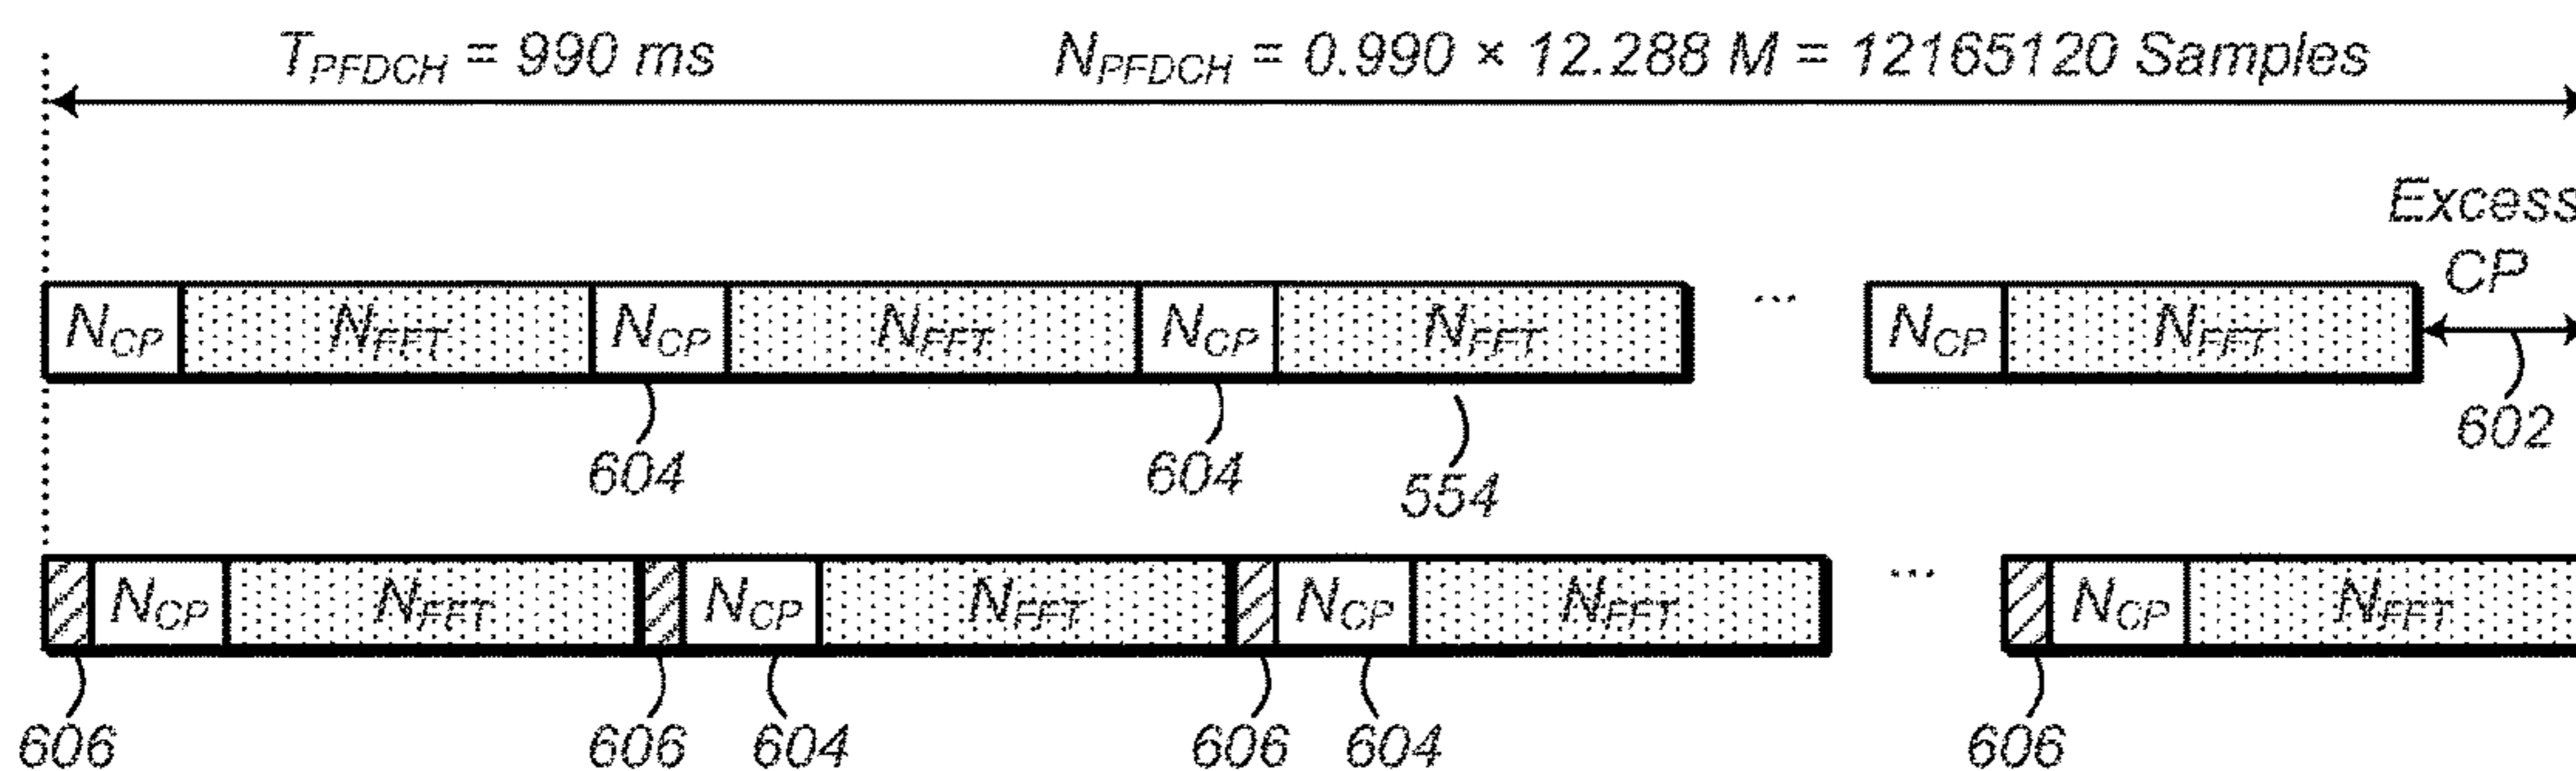 T_PFDCH = 990 ms N_PFDCH = 0.990 × 12.288 M = 12165120 Samples
Excess
CP
N_CP N_FFT N_CP N_FFT N_CP N_FFT ... N_CP N_FFT
602
604 604 554
N_CP N_FFT N_CP N_FFT N_CP N_FFT ... N_CP N_FFT
606 606 604 606 604 606